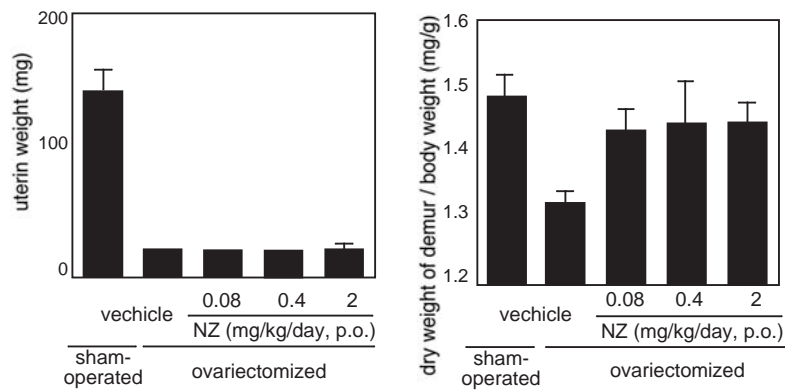 200
100
0
uterin weight (mg)
vechicle
0.08 0.4 2
NZ (mg/kg/day, p.o.)
sham-
operated
ovariectomized
1.6
1.5
1.4
1.3
1.2
dry weight of demur / body weight (mg/g)
vechicle
0.08 0.4 2
NZ (mg/kg/day, p.o.)
sham-
operated
ovariectomized